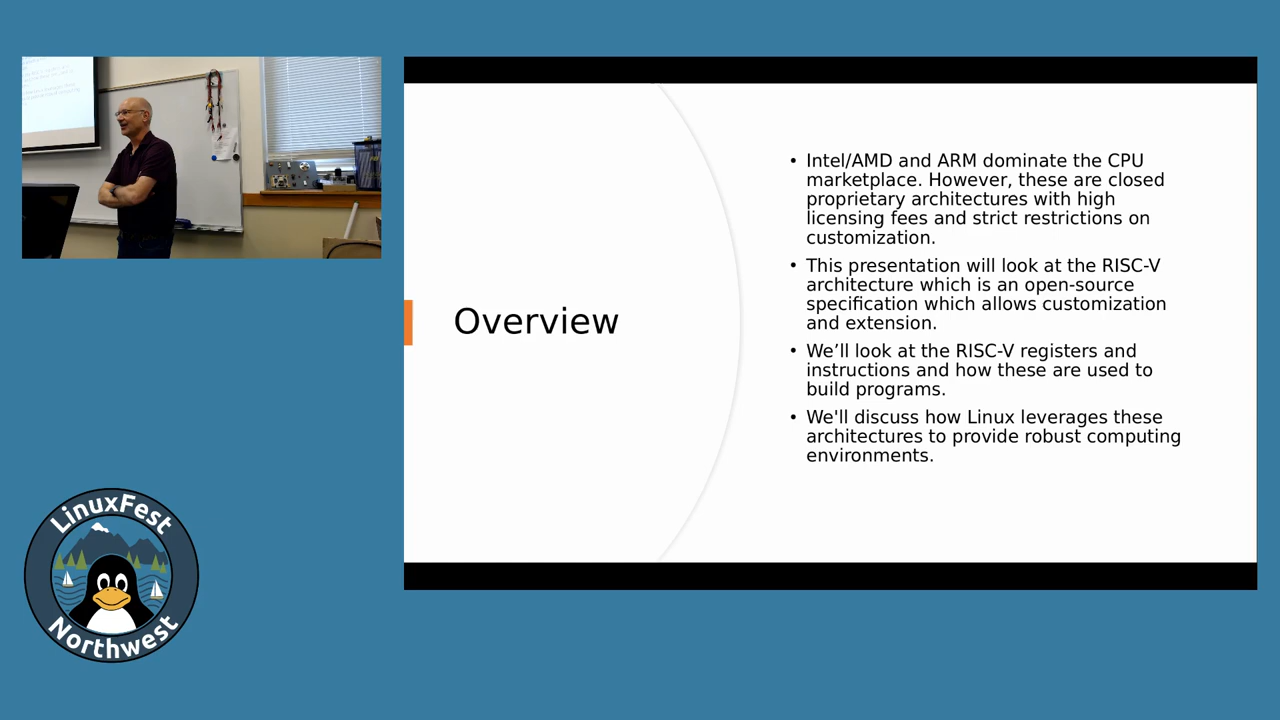 Overview
• Intel/AMD and ARM dominate the CPU
marketplace. However, these are closed
proprietary architectures with high
licensing fees and strict restrictions on
customization.
• This presentation will look at the RISC-V
architecture which is an open-source
specification which allows customization
and extension.
• We’ll look at the RISC-V registers and
instructions and how these are used to
build programs.
• We'll discuss how Linux leverages these
architectures to provide robust computing
environments.
LinuxFest
Northwest